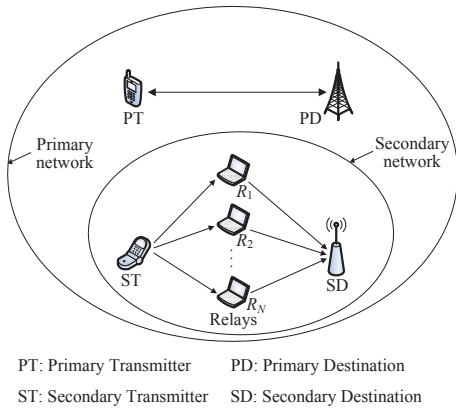 PT
PD
Primary
network
Secondary
network
R1
R2
ST
SD
RN
Relays
PT: Primary Transmitter PD: Primary Destination
ST: Secondary Transmitter SD: Secondary Destination